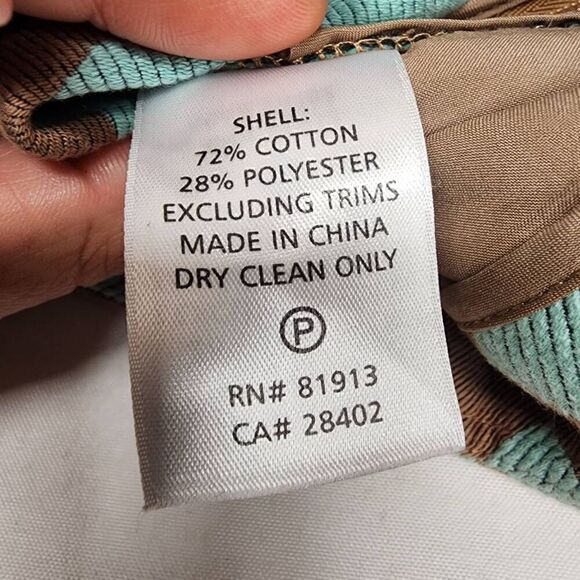 SHELL:
72% COTTON
28% POLYESTER
EXCLUDING TRIMS
MADE IN CHINA
DRY CLEAN ONLY
P
RN# 81913
CA# 28402